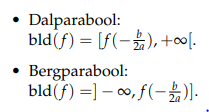 • Dalparabool:
bld(f) = [f(−b/2a), +∞[.
• Bergparabool:
bld(f) =] − ∞, f(−b/2a)].